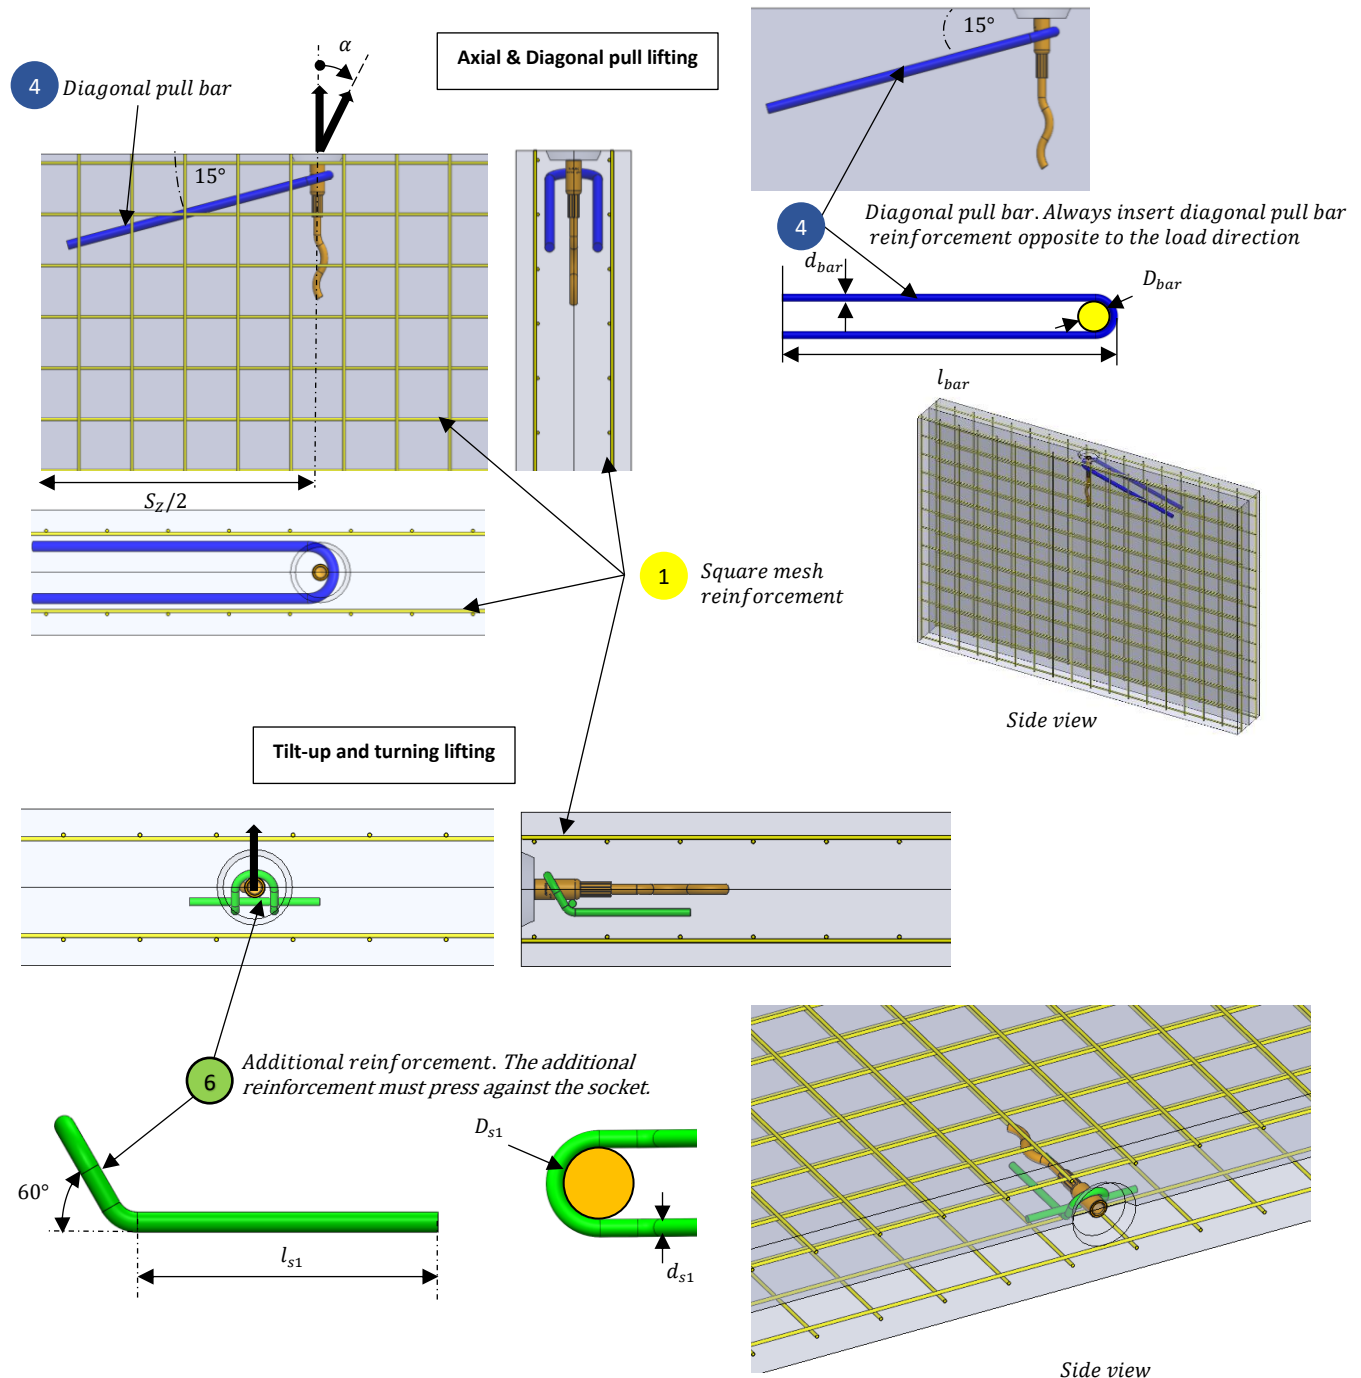 α
Axial & Diagonal pull lifting
15°
4 Diagonal pull bar
15°
4
Diagonal pull bar. Always insert diagonal pull bar
reinforcement opposite to the load direction
d_bar
D_bar
l_bar
S_Z/2
1
Square mesh
reinforcement
Side view
Tilt-up and turning lifting
6
Additional reinforcement. The additional
reinforcement must press against the socket.
D_s1
60°
l_s1
d_s1
Side view